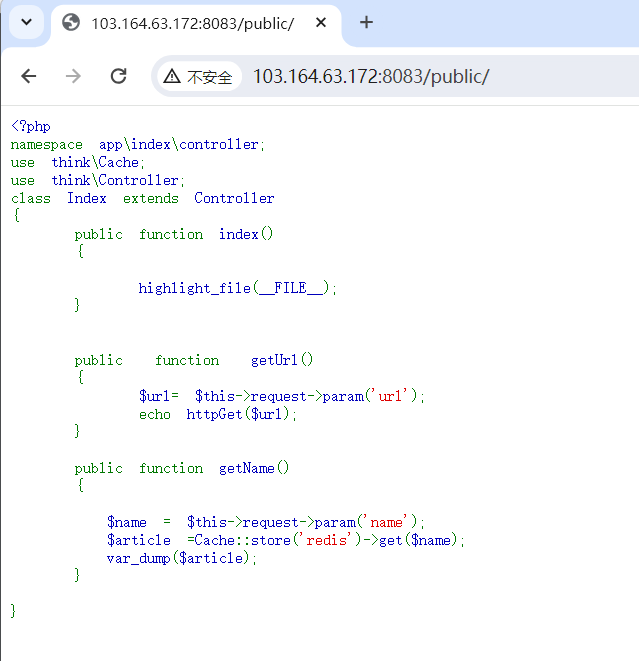 103.164.63.172:8083/public/
不安全 103.164.63.172:8083/public/
<?php
namespace app\index\controller;
use think\Cache;
use think\Controller;
class Index extends Controller
{
public function index()
{
highlight_file(__FILE__);
}
public function getUrl()
{
$url= $this->request->param('url');
echo httpGet($url);
}
public function getName()
{
$name = $this->request->param('name');
$article =Cache::store('redis')->get($name);
var_dump($article);
}
}